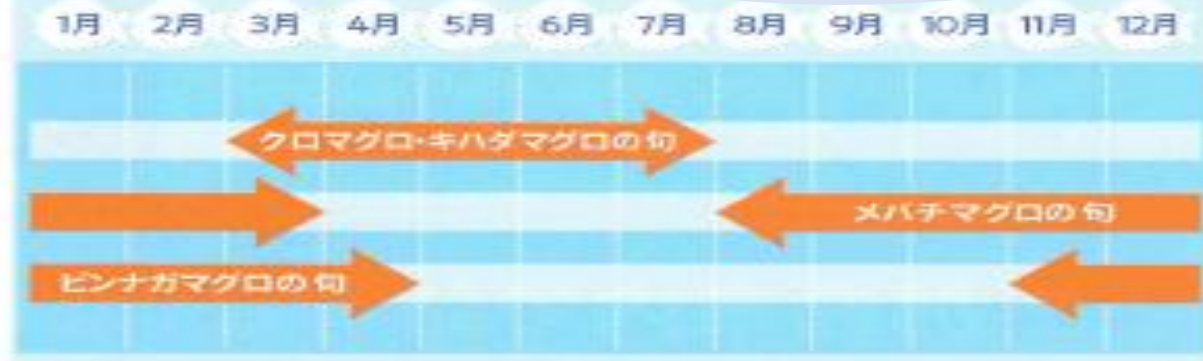 1月 2月 3月 4月 5月 6月 7月 8月 9月 10月 11月 12月
クロマグロ・キハダマグロの旬
メバチマグロの旬
ビンナガマグロの旬